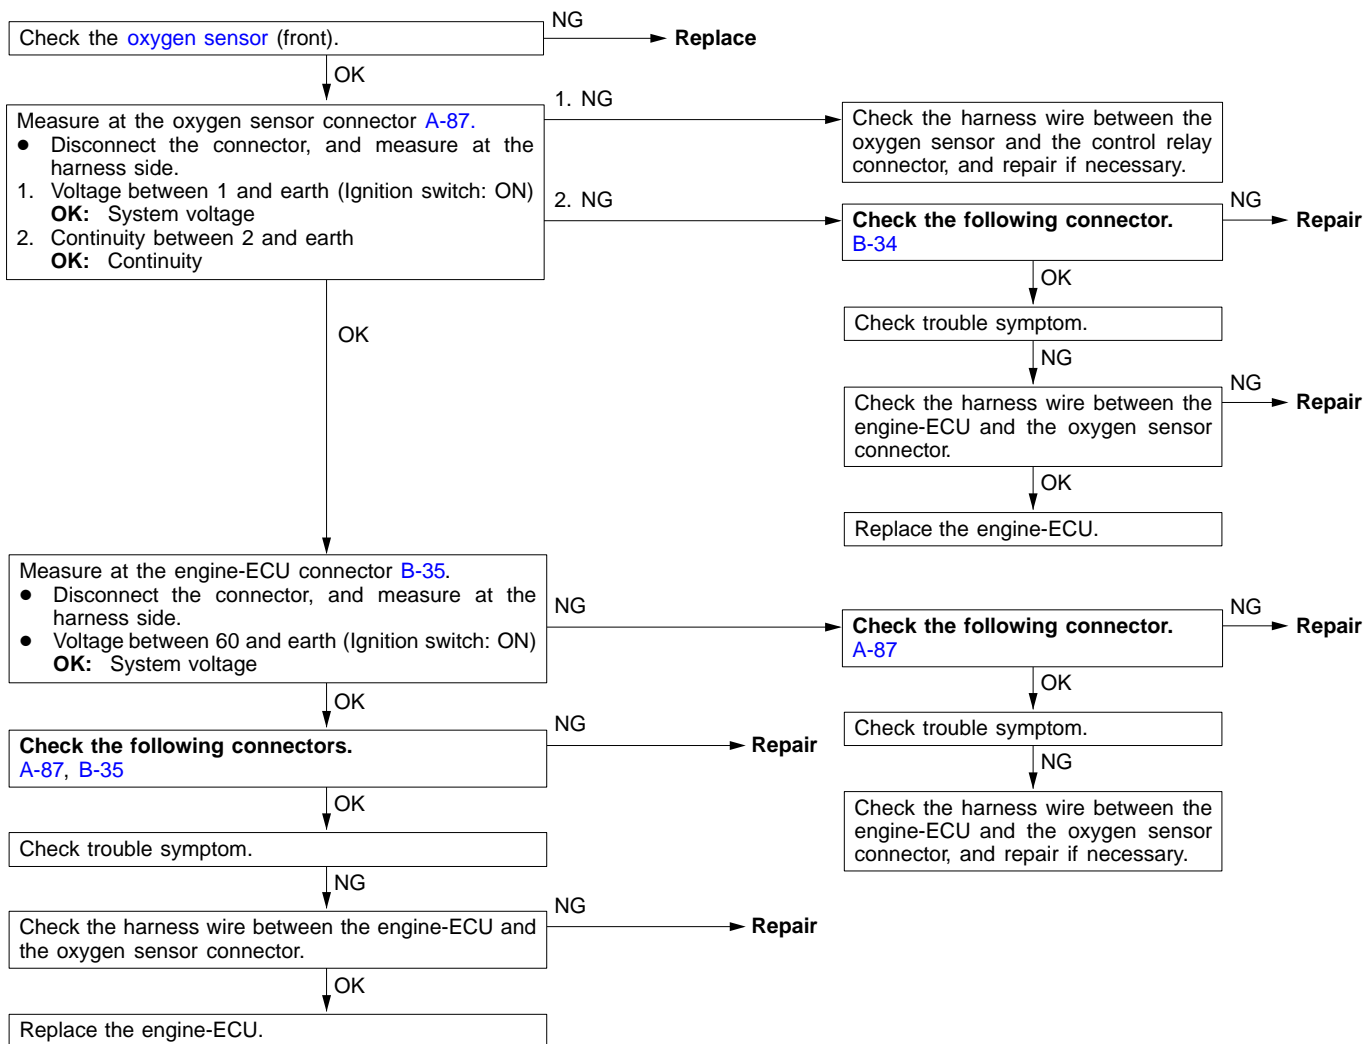 Check the oxygen sensor (front).
NG
Replace
OK
Measure at the oxygen sensor connector A-87.
● Disconnect the connector, and measure at the
harness side.
1. Voltage between 1 and earth (Ignition switch: ON)
OK: System voltage
2. Continuity between 2 and earth
OK: Continuity
1. NG
Check the harness wire between the
oxygen sensor and the control relay
connector, and repair if necessary.
2. NG
Check the following connector.
B-34
NG
Repair
OK
Check trouble symptom.
NG
Check the harness wire between the
engine-ECU and the oxygen sensor
connector.
NG
Repair
OK
Replace the engine-ECU.
OK
Measure at the engine-ECU connector B-35.
● Disconnect the connector, and measure at the
harness side.
● Voltage between 60 and earth (Ignition switch: ON)
OK: System voltage
NG
Check the following connector.
A-87
NG
Repair
OK
Check trouble symptom.
NG
Check the harness wire between the
engine-ECU and the oxygen sensor
connector, and repair if necessary.
OK
Check the following connectors.
A-87, B-35
NG
Repair
OK
Check trouble symptom.
NG
Check the harness wire between the engine-ECU and
the oxygen sensor connector.
NG
Repair
OK
Replace the engine-ECU.